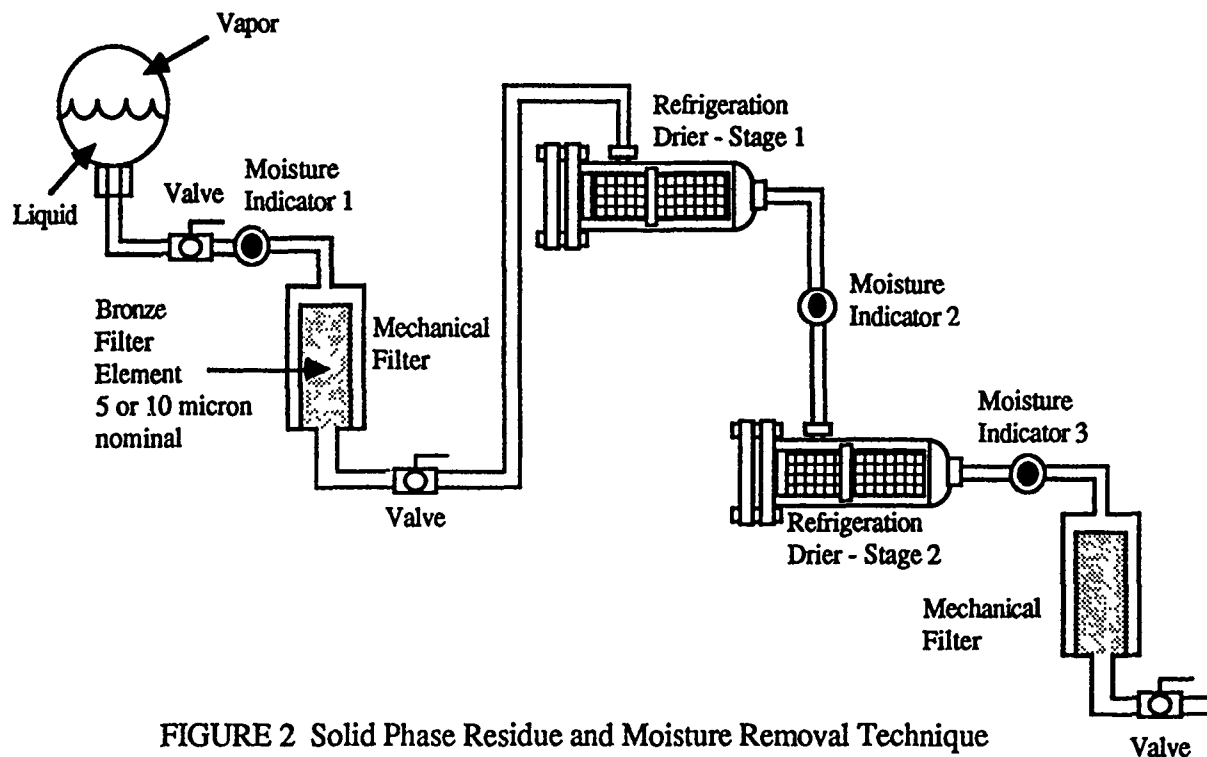 Vapor
Liquid
Valve
Moisture
Indicator 1
Bronze
Filter
Element
5 or 10 micron
nominal
Mechanical
Filter
Valve
Refrigeration
Drier - Stage 1
Moisture
Indicator 2
Refrigeration
Drier - Stage 2
Moisture
Indicator 3
Mechanical
Filter
Valve
FIGURE 2 Solid Phase Residue and Moisture Removal Technique